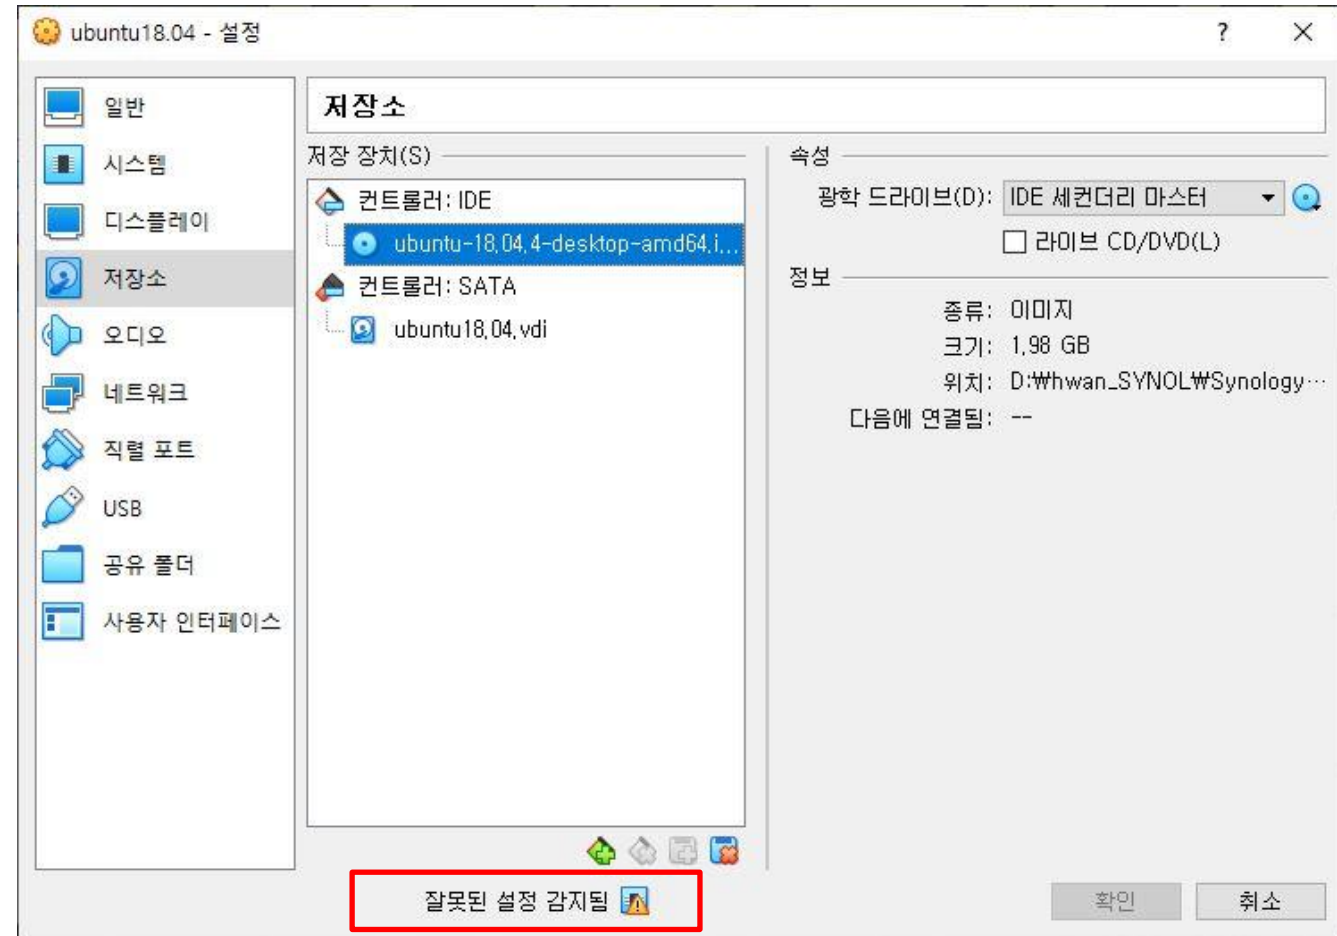 ubuntu18.04 - 설정
?
일반
시스템
디스플레이
저장소
오디오
네트워크
직렬 포트
USB
공유 폴더
사용자 인터페이스
저장소
저장 장치(S)
컨트롤러: IDE
ubuntu-18,04,4-desktop-amd64,i...
컨트롤러: SATA
ubuntu18,04,vdi
속성
광학 드라이브(D): IDE 세컨더리 마스터
라이브 CD/DVD(L)
정보
종류: 이미지
크기: 1,98 GB
위치: D:₩hwan_SYNOL₩Synology...
다음에 연결됨: --
잘못된 설정 감지됨
확인
취소